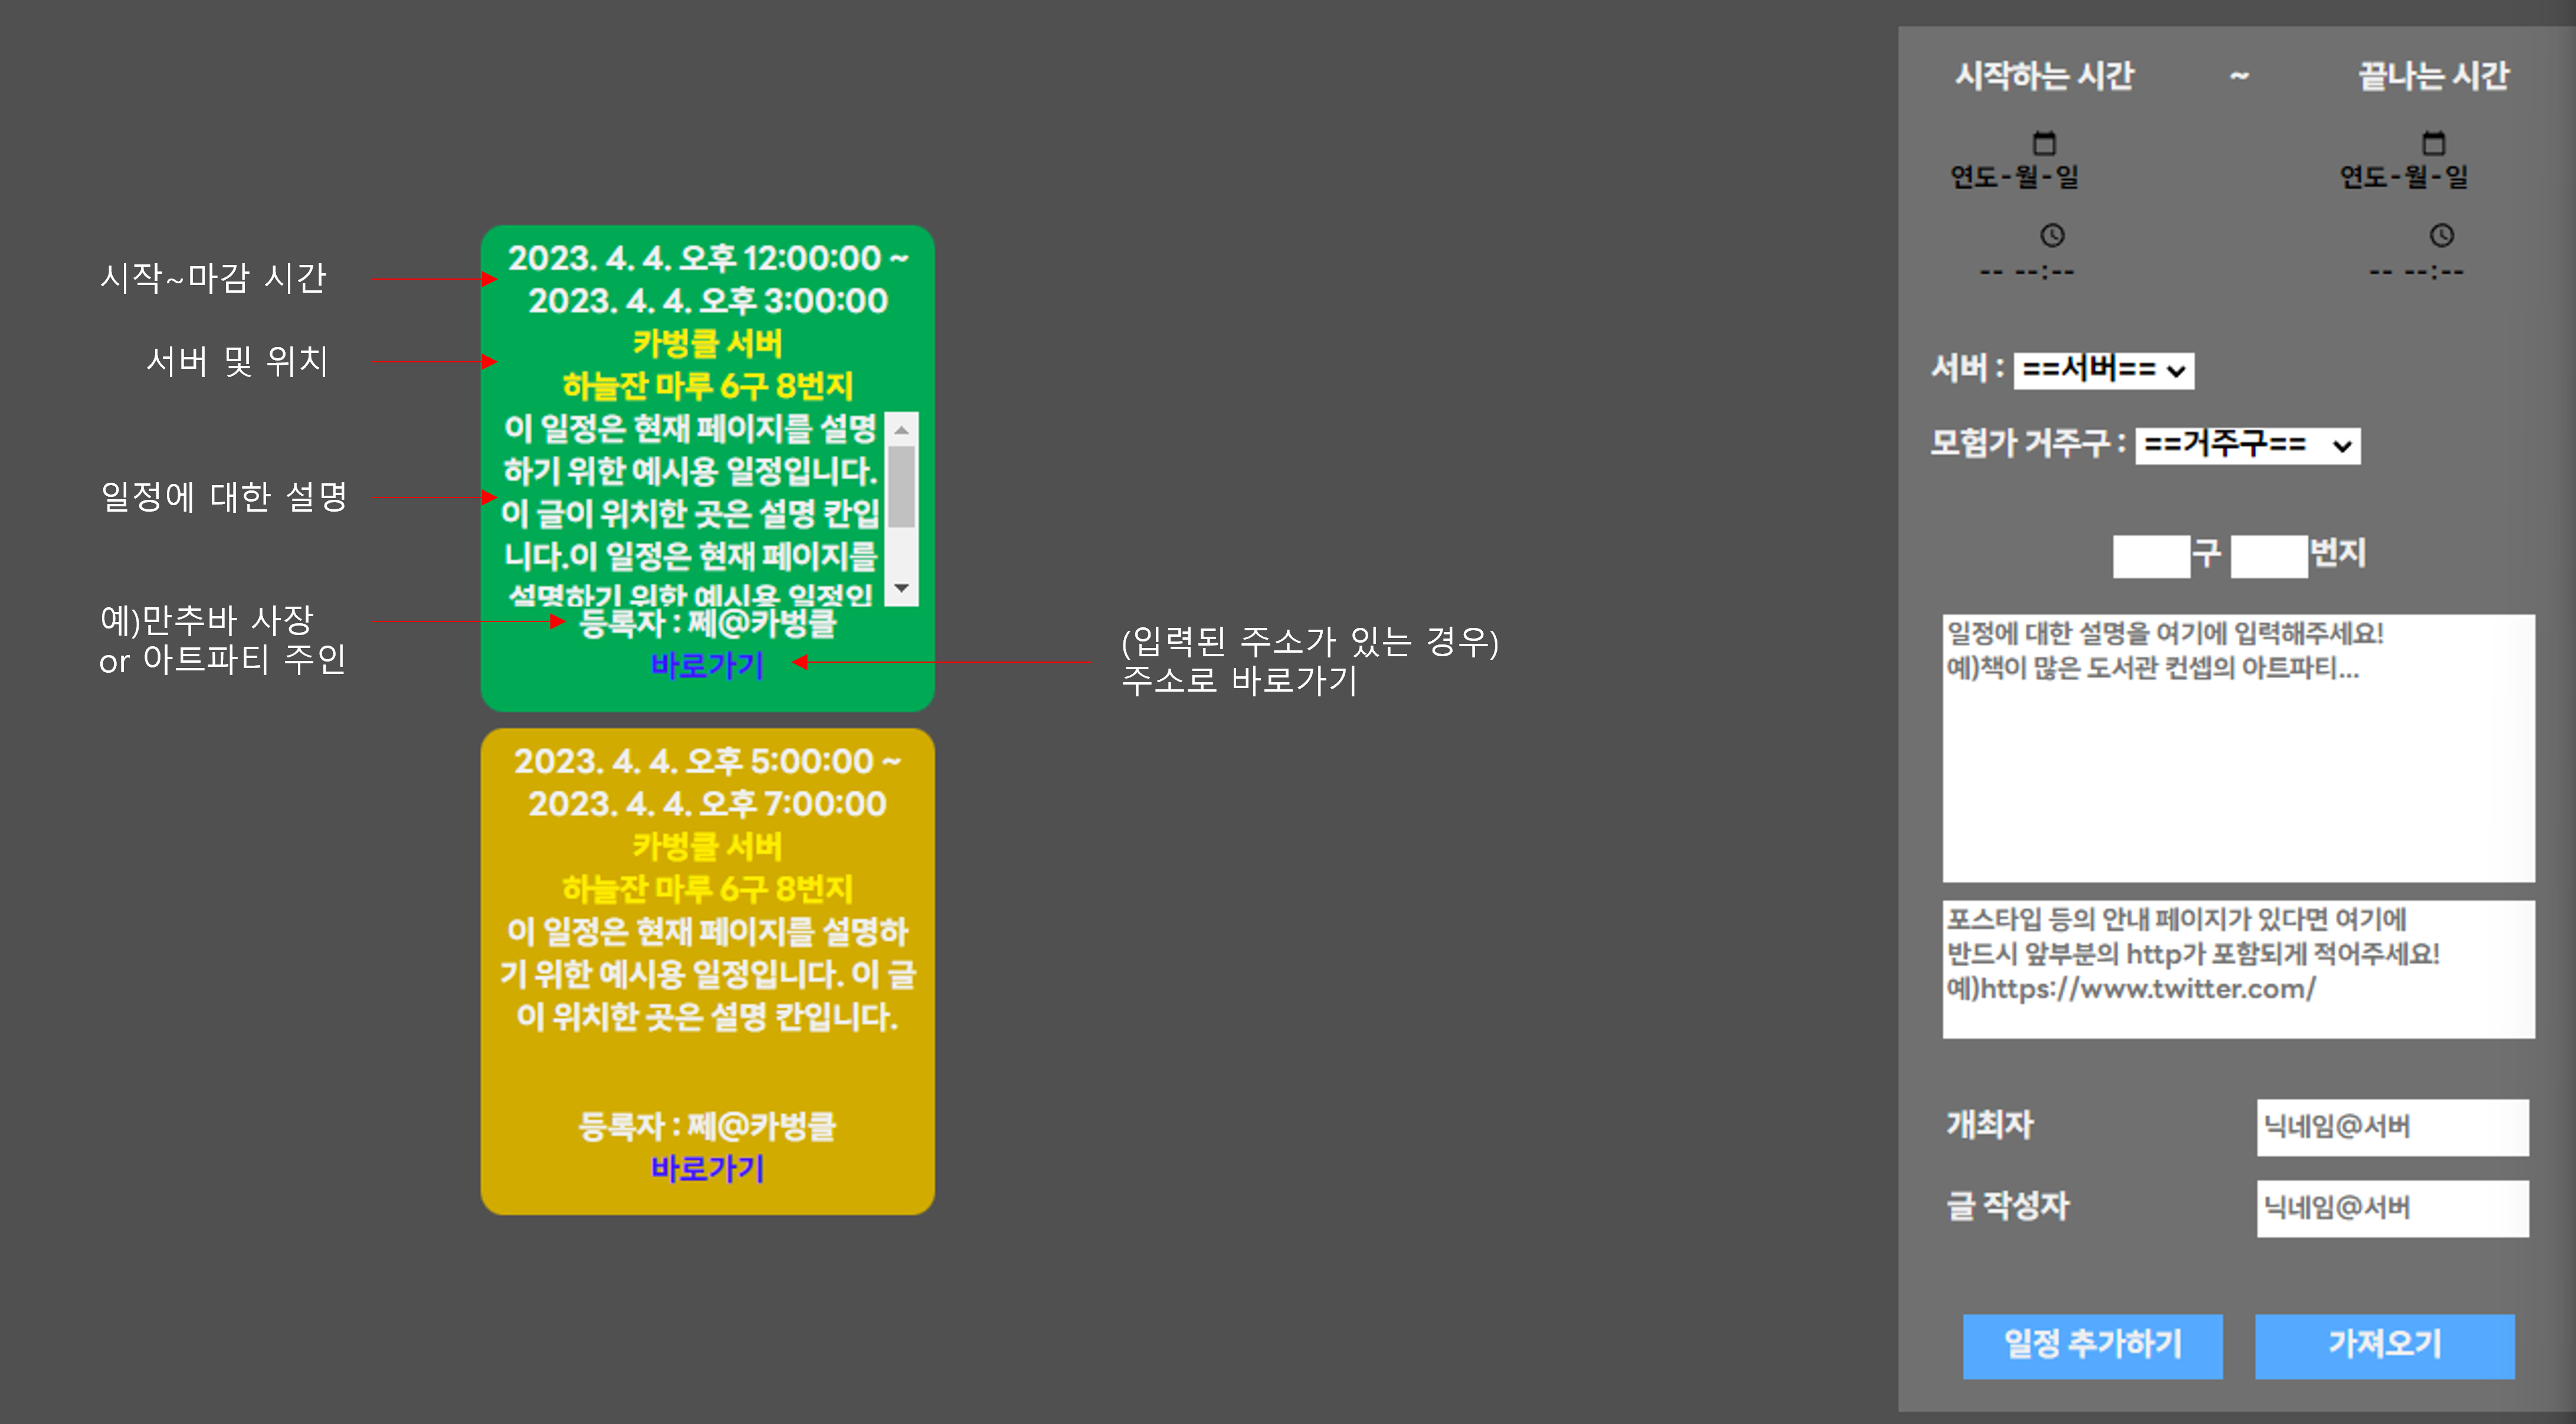 시작~마감 시간
서버 및 위치
일정에 대한 설명
예)만추바 사장
or 아트파티 주인
2023. 4. 4. 오후 12:00:00 ~
2023. 4. 4. 오후 3:00:00
카벙클 서버
하늘잔 마루 6구 8번지
이 일정은 현재 페이지를 설명
하기 위한 예시용 일정입니다.
이 글이 위치한 곳은 설명 칸입
니다.이 일정은 현재 페이지를
설명하기 위한 예시용 일정인
등록자 : 쩨@카벙클
바로가기
(입력된 주소가 있는 경우)
주소로 바로가기
2023. 4. 4. 오후 5:00:00 ~
2023. 4. 4. 오후 7:00:00
카벙클 서버
하늘잔 마루 6구 8번지
이 일정은 현재 페이지를 설명하
기 위한 예시용 일정입니다. 이 글
이 위치한 곳은 설명 칸입니다.
등록자 : 쩨@카벙클
바로가기
시작하는 시간 ~ 끝나는 시간
연도-월-일 연도-월-일
-- --:-- -- --:--
서버 : ==서버==
모험가 거주구 : ==거주구==
구 번지
일정에 대한 설명을 여기에 입력해주세요!
예)책이 많은 도서관 컨셉의 아트파티...
포스타입 등의 안내 페이지가 있다면 여기에
반드시 앞부분의 http가 포함되게 적어주세요!
예)https://www.twitter.com/
개최자 닉네임@서버
글 작성자 닉네임@서버
일정 추가하기 가져오기